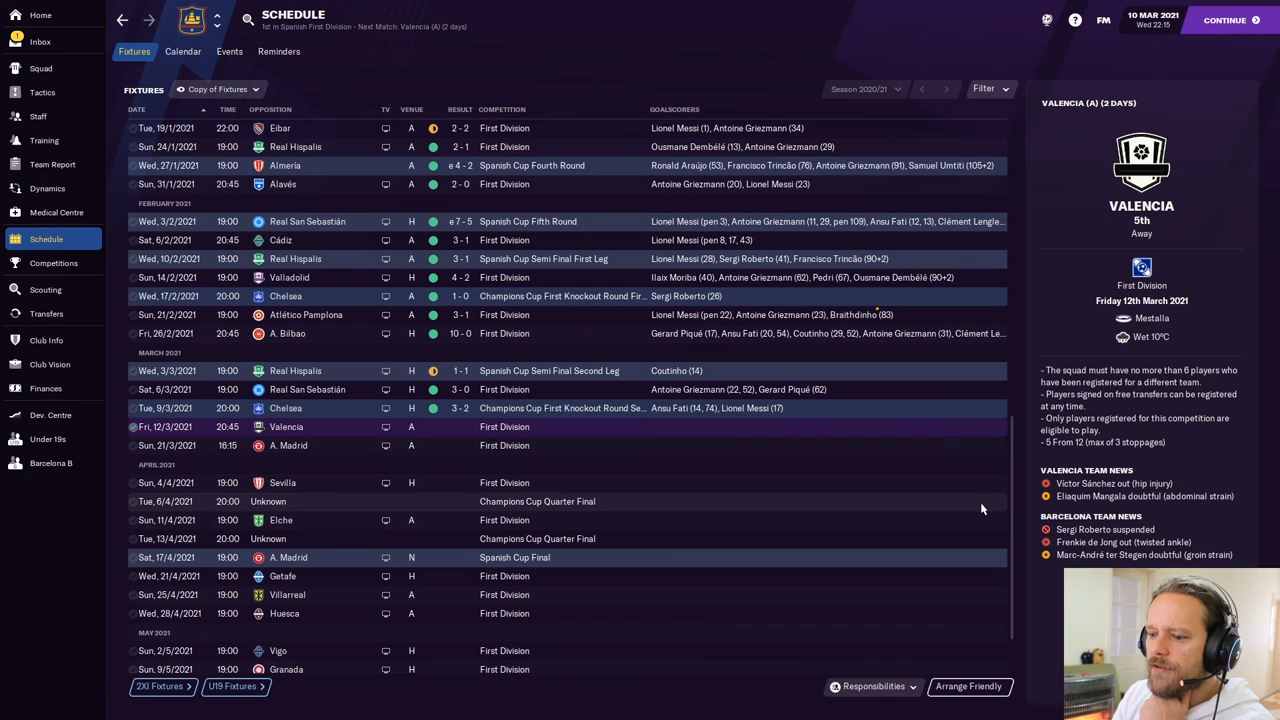 Home
SCHEDULE
1st in Spanish First Division - Next Match: Valencia (A) (2 days)
FM
10 MAR 2021
Wed 22:15
CONTINUE
1
Inbox
Fixtures
Calendar
Events
Reminders
Squad
Tactics
Staff
Training
Team Report
Dynamics
Medical Centre
Schedule
Competitions
Scouting
Transfers
Club Info
Club Vision
Finances
Dev. Centre
Under 19s
Barcelona B
FIXTURES
Copy of Fixtures
Season 2020/21
Filter
DATE TIME OPPOSITION TV VENUE RESULT COMPETITION GOALSCORERS
Tue, 19/1/2021 22:00 Eibar A 2 - 2 First Division Lionel Messi (1), Antoine Griezmann (34)
Sun, 24/1/2021 19:00 Real Hispalis A 2 - 1 First Division Ousmane Dembélé (13), Antoine Griezmann (29)
Wed, 27/1/2021 19:00 Almería A e 4 - 2 Spanish Cup Fourth Round Ronald Araújo (53), Francisco Trincão (76), Antoine Griezmann (91), Samuel Umtiti (105+2)
Sun, 31/1/2021 20:45 Alavés A 2 - 0 First Division Antoine Griezmann (20), Lionel Messi (23)
FEBRUARY 2021
Wed, 3/2/2021 19:00 Real San Sebastián H e 7 - 5 Spanish Cup Fifth Round Lionel Messi (pen 3), Antoine Griezmann (11, 29, pen 109), Ansu Fati (12, 13), Clément Lengle...
Sat, 6/2/2021 20:45 Cádiz A 3 - 1 First Division Lionel Messi (pen 8, 17, 43)
Wed, 10/2/2021 19:00 Real Hispalis A 3 - 1 Spanish Cup Semi Final First Leg Lionel Messi (28), Sergi Roberto (41), Francisco Trincão (90+2)
Sun, 14/2/2021 19:00 Valladolid H 4 - 2 First Division Ilaix Moriba (40), Antoine Griezmann (62), Pedri (67), Ousmane Dembélé (90+2)
Wed, 17/2/2021 20:00 Chelsea A 1 - 0 Champions Cup First Knockout Round Fir... Sergi Roberto (26)
Sun, 21/2/2021 19:00 Atlético Pamplona A 3 - 1 First Division Lionel Messi (pen 22), Antoine Griezmann (23), Braithdinho (83)
Fri, 26/2/2021 20:45 A. Bilbao H 10 - 0 First Division Gerard Piqué (17), Ansu Fati (20, 54), Coutinho (29, 52), Antoine Griezmann (31), Clément Le...
MARCH 2021
Wed, 3/3/2021 19:00 Real Hispalis H 1 - 1 Spanish Cup Semi Final Second Leg Coutinho (14)
Sat, 6/3/2021 19:00 Real San Sebastián H 3 - 0 First Division Antoine Griezmann (22, 52), Gerard Piqué (62)
Tue, 9/3/2021 20:00 Chelsea H 3 - 2 Champions Cup First Knockout Round Se... Ansu Fati (14, 74), Lionel Messi (17)
Fri, 12/3/2021 20:45 Valencia A First Division
Sun, 21/3/2021 16:15 A. Madrid A First Division
APRIL 2021
Sun, 4/4/2021 19:00 Sevilla H First Division
Tue, 6/4/2021 20:00 Unknown Champions Cup Quarter Final
Sun, 11/4/2021 19:00 Elche A First Division
Tue, 13/4/2021 20:00 Unknown Champions Cup Quarter Final
Sat, 17/4/2021 19:00 A. Madrid N Spanish Cup Final
Wed, 21/4/2021 19:00 Getafe H First Division
Sun, 25/4/2021 19:00 Villarreal A First Division
Wed, 28/4/2021 19:00 Huesca A First Division
MAY 2021
Sun, 2/5/2021 19:00 Vigo H First Division
Sun, 9/5/2021 19:00 Granada H First Division
2XI Fixtures
U19 Fixtures
Responsibilities
Arrange Friendly
VALENCIA (A) (2 DAYS)
VALENCIA
5th
Away
First Division
Friday 12th March 2021
Mestalla
Wet 10ºC
- The squad must have no more than 6 players who
have been registered for a different team.
- Players signed on free transfers can be registered
at any time.
- Only players registered for this competition are
eligible to play.
- 5 From 12 (max of 3 stoppages)
VALENCIA TEAM NEWS
Víctor Sánchez out (hip injury)
Eliaquim Mangala doubtful (abdominal strain)
BARCELONA TEAM NEWS
Sergi Roberto suspended
Frenkie de Jong out (twisted ankle)
Marc-André ter Stegen doubtful (groin strain)